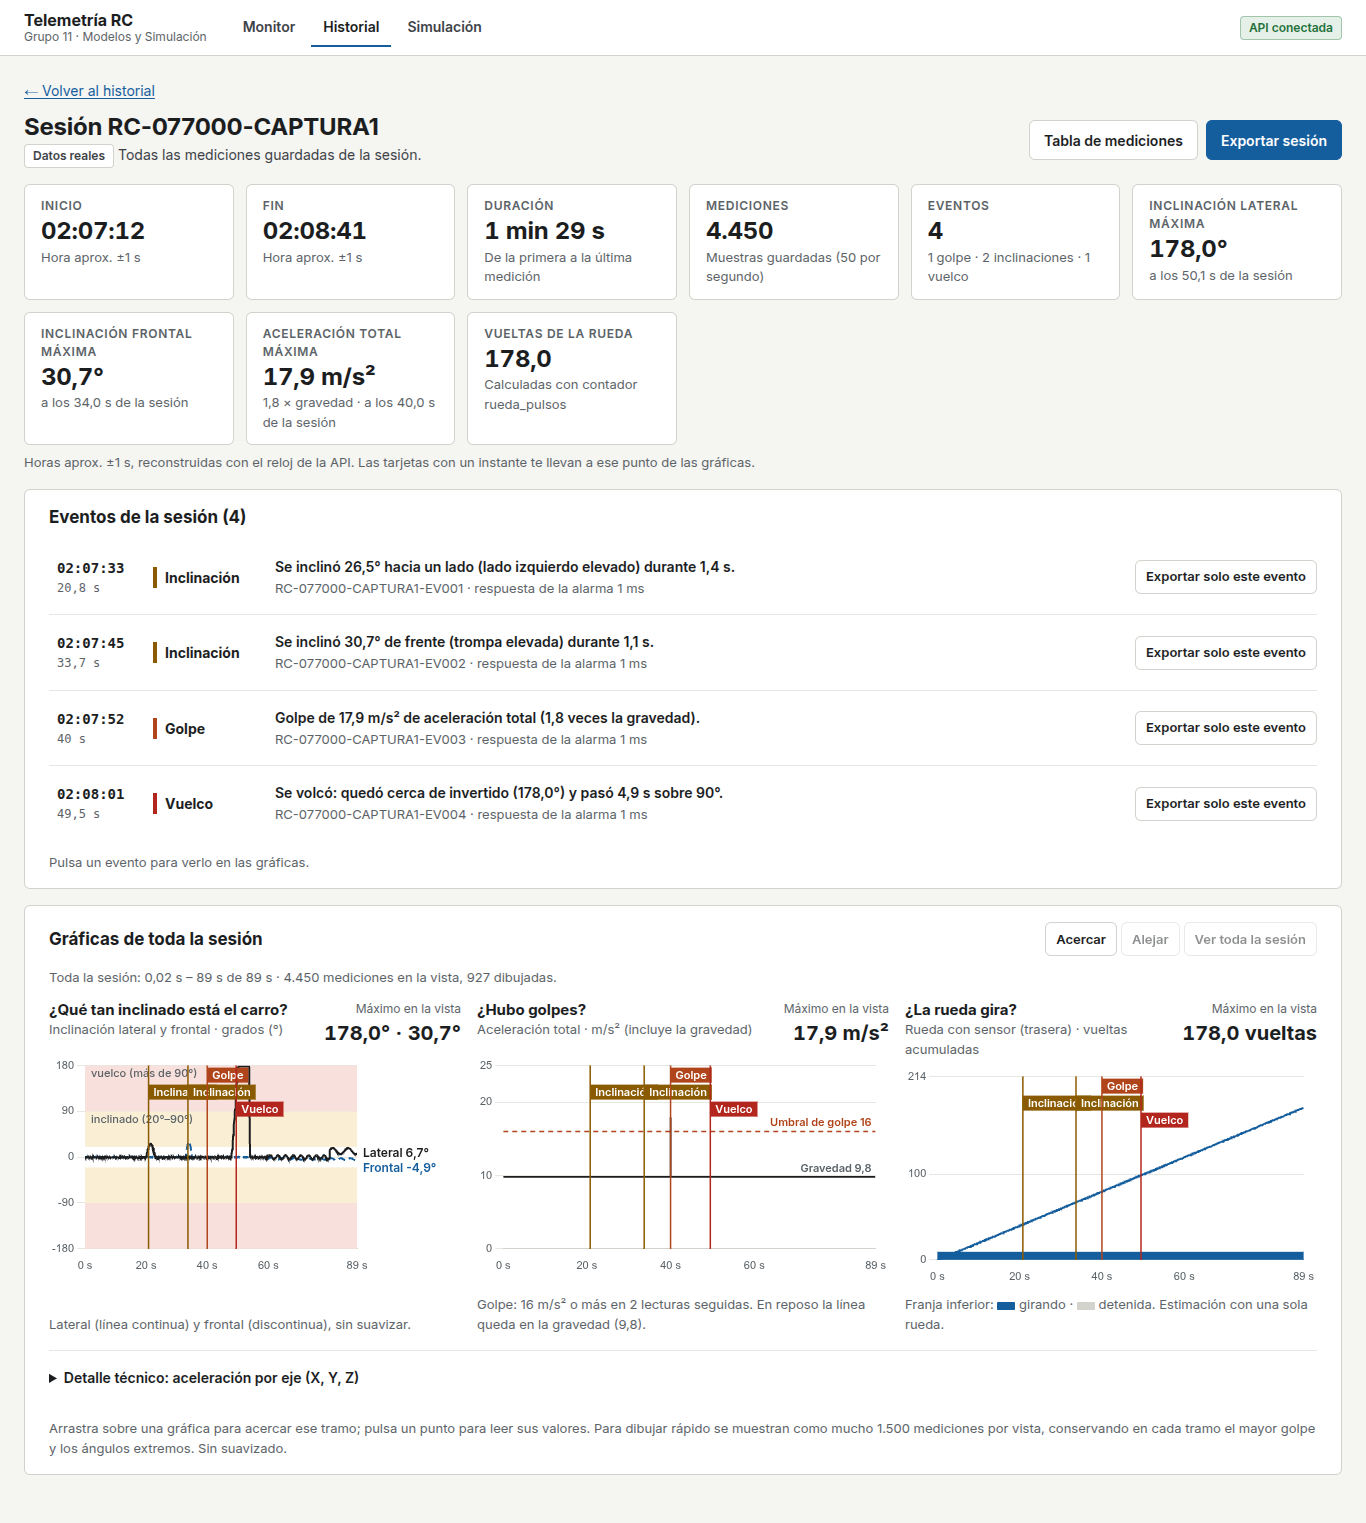 Telemetría RC
Grupo 11 · Modelos y Simulación
Monitor
Historial
Simulación
API conectada
← Volver al historial
Sesión RC-077000-CAPTURA1
Datos reales Todas las mediciones guardadas de la sesión.
Tabla de mediciones
Exportar sesión
INICIO
02:07:12
Hora aprox. ±1 s
FIN
02:08:41
Hora aprox. ±1 s
DURACIÓN
1 min 29 s
De la primera a la última
medición
MEDICIONES
4.450
Muestras guardadas (50 por
segundo)
EVENTOS
4
1 golpe · 2 inclinaciones · 1
vuelco
INCLINACIÓN LATERAL
MÁXIMA
178,0°
a los 50,1 s de la sesión
INCLINACIÓN FRONTAL
MÁXIMA
30,7°
a los 34,0 s de la sesión
ACELERACIÓN TOTAL
MÁXIMA
17,9 m/s²
1,8 × gravedad · a los 40,0 s
de la sesión
VUELTAS DE LA RUEDA
178,0
Calculadas con contador
rueda_pulsos
Horas aprox. ±1 s, reconstruidas con el reloj de la API. Las tarjetas con un instante te llevan a ese punto de las gráficas.
Eventos de la sesión (4)
02:07:33
20,8 s
Inclinación
Se inclinó 26,5° hacia un lado (lado izquierdo elevado) durante 1,4 s.
RC-077000-CAPTURA1-EV001 · respuesta de la alarma 1 ms
Exportar solo este evento
02:07:45
33,7 s
Inclinación
Se inclinó 30,7° de frente (trompa elevada) durante 1,1 s.
RC-077000-CAPTURA1-EV002 · respuesta de la alarma 1 ms
Exportar solo este evento
02:07:52
40 s
Golpe
Golpe de 17,9 m/s² de aceleración total (1,8 veces la gravedad).
RC-077000-CAPTURA1-EV003 · respuesta de la alarma 1 ms
Exportar solo este evento
02:08:01
49,5 s
Vuelco
Se volcó: quedó cerca de invertido (178,0°) y pasó 4,9 s sobre 90°.
RC-077000-CAPTURA1-EV004 · respuesta de la alarma 1 ms
Exportar solo este evento
Pulsa un evento para verlo en las gráficas.
Gráficas de toda la sesión
Acercar
Alejar
Ver toda la sesión
Toda la sesión: 0,02 s – 89 s de 89 s · 4.450 mediciones en la vista, 927 dibujadas.
¿Qué tan inclinado está el carro?
Inclinación lateral y frontal · grados (°)
Máximo en la vista
178,0° · 30,7°
180
90
0
-90
-180
vuelco (más de 90°)
inclinado (20°–90°)
Golpe
Inclina
Inclinación
Vuelco
Lateral 6,7°
Frontal -4,9°
0 s
20 s
40 s
60 s
89 s
Lateral (línea continua) y frontal (discontinua), sin suavizar.
¿Hubo golpes?
Aceleración total · m/s² (incluye la gravedad)
Máximo en la vista
17,9 m/s²
25
20
10
0
Golpe
Inclinació
Inclinación
Vuelco
Umbral de golpe 16
Gravedad 9,8
0 s
20 s
40 s
60 s
89 s
Golpe: 16 m/s² o más en 2 lecturas seguidas. En reposo la línea
queda en la gravedad (9,8).
¿La rueda gira?
Rueda con sensor (trasera) · vueltas
acumuladas
Máximo en la vista
178,0 vueltas
214
100
0
Golpe
Inclinació
Inclinación
Vuelco
0 s
20 s
40 s
60 s
89 s
Franja inferior: girando · detenida. Estimación con una sola
rueda.
▶ Detalle técnico: aceleración por eje (X, Y, Z)
Arrastra sobre una gráfica para acercar ese tramo; pulsa un punto para leer sus valores. Para dibujar rápido se muestran como mucho 1.500 mediciones por vista, conservando en cada tramo el mayor golpe
y los ángulos extremos. Sin suavizado.